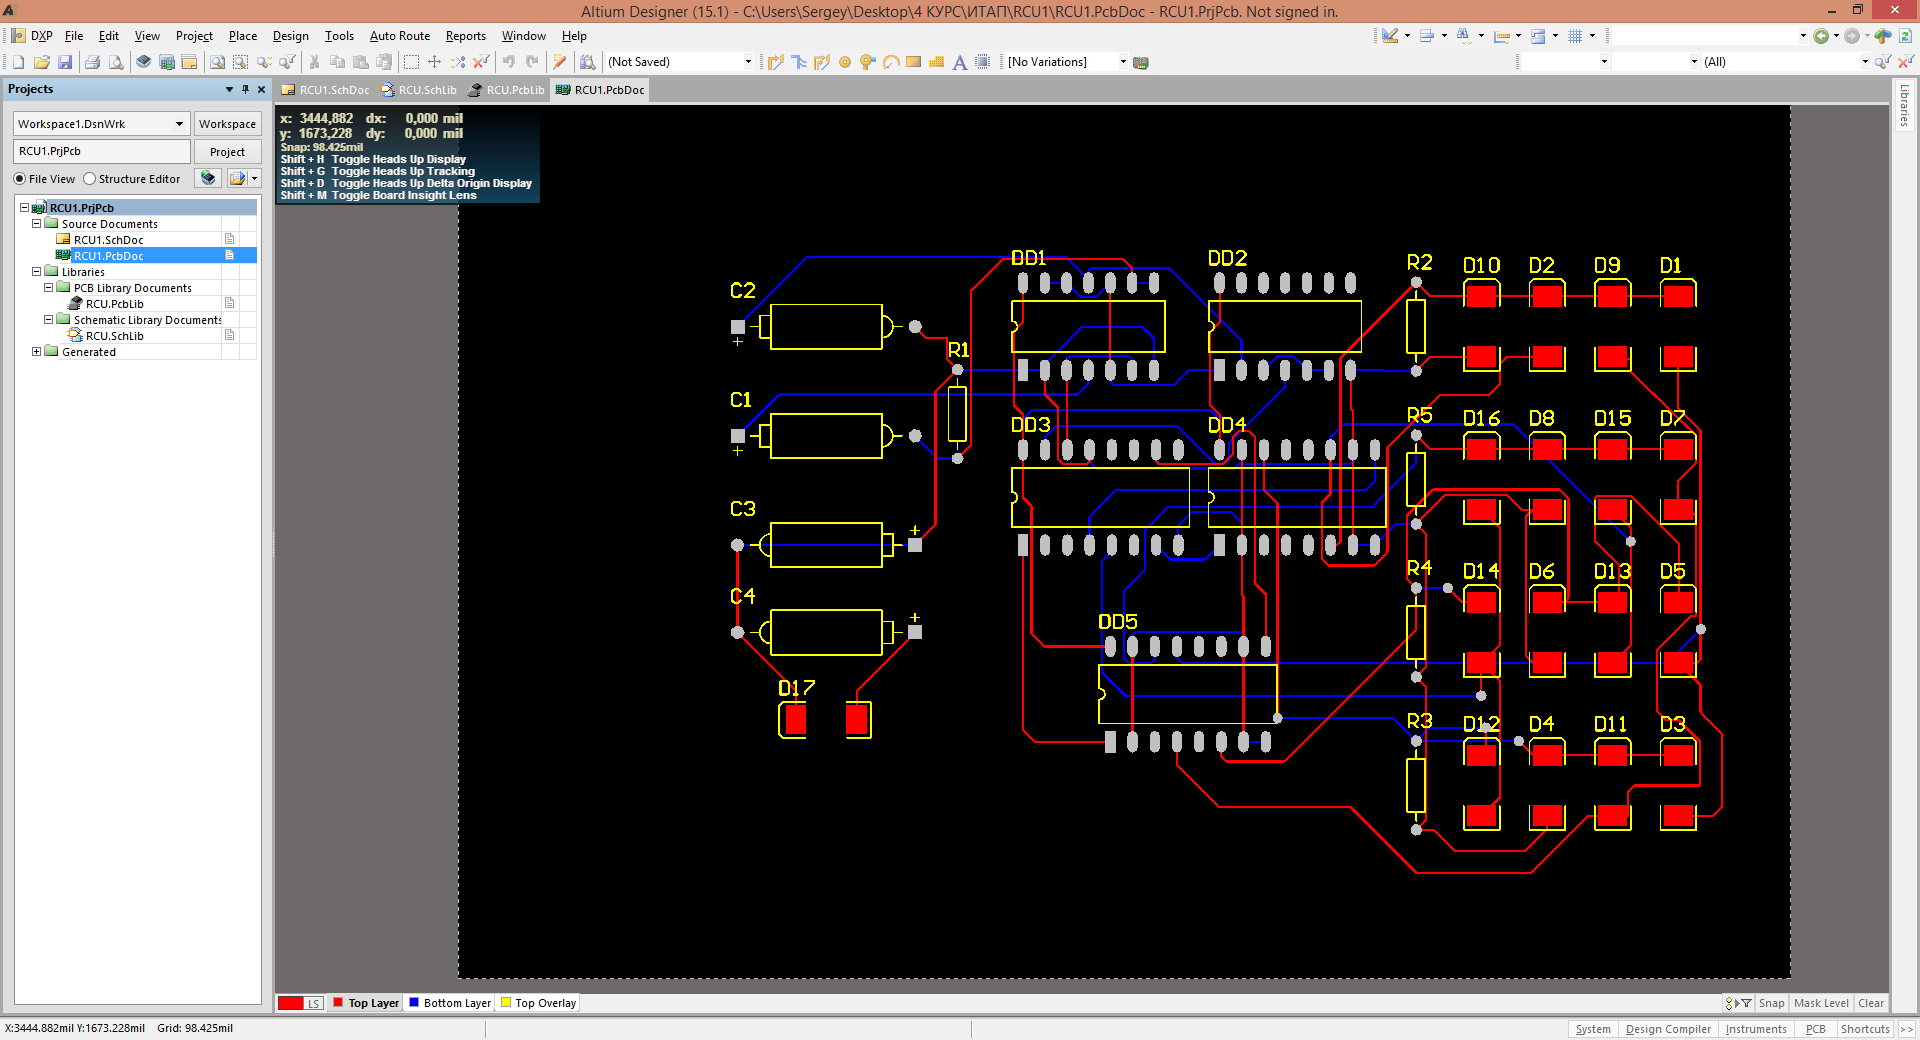 Altium Designer (15.1) - C:\Users\Sergey\Desktop\4 КУРС\ИТАП\RCU1\RCU1.PcbDoc - RCU1.PrjPcb. Not signed in.
DXP File Edit View Project Place Design Tools Auto Route Reports Window Help
(Not Saved) [No Variations] (All)
Projects
RCU1.SchDoc RCU.SchLib RCU.PcbLib RCU1.PcbDoc
Libraries
Workspace1.DsnWrk Workspace
RCU1.PrjPcb Project
File View Structure Editor
RCU1.PrjPcb
Source Documents
RCU1.SchDoc
RCU1.PcbDoc
Libraries
PCB Library Documents
RCU.PcbLib
Schematic Library Documents
RCU.SchLib
Generated
x: 3444,882 dx: 0,000 mil
y: 1673,228 dy: 0,000 mil
Snap: 98.425mil
Shift + H Toggle Heads Up Display
Shift + G Toggle Heads Up Tracking
Shift + D Toggle Heads Up Delta Origin Display
Shift + M Toggle Board Insight Lens
DD1 DD2 R2 D10 D2 D9 D1
C2
+
R1
C1
+
DD3 DD4 R5 D16 D8 D15 D7
C3 +
R4 D14 D6 D13 D5
C4 +
DD5
D17
R3 D12 D4 D11 D3
LS Top Layer Bottom Layer Top Overlay Snap Mask Level Clear
X:3444.882mil Y:1673.228mil Grid: 98.425mil System Design Compiler Instruments PCB Shortcuts >>